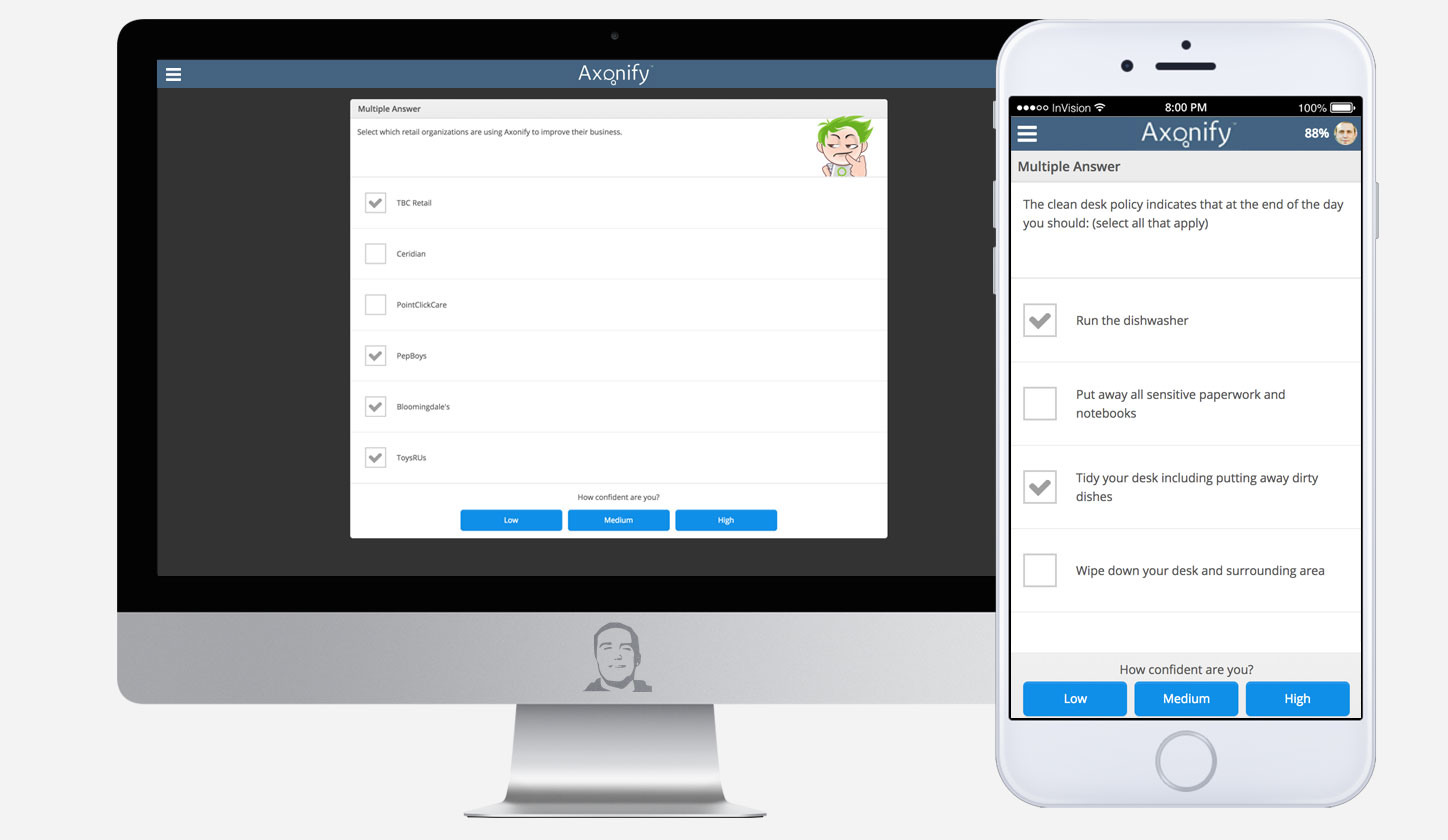 Axonify
Multiple Answer
Select which retail organizations are using Axonify to improve their business.
TBC Retail
Ceridian
PointClickCare
PepBoys
Bloomingdale's
ToysRUs
How confident are you?
Low Medium High
InVision 8:00 PM 100%
Axonify 88%
Multiple Answer
The clean desk policy indicates that at the end of the day
you should: (select all that apply)
Run the dishwasher
Put away all sensitive paperwork and
notebooks
Tidy your desk including putting away dirty
dishes
Wipe down your desk and surrounding area
How confident are you?
Low Medium High